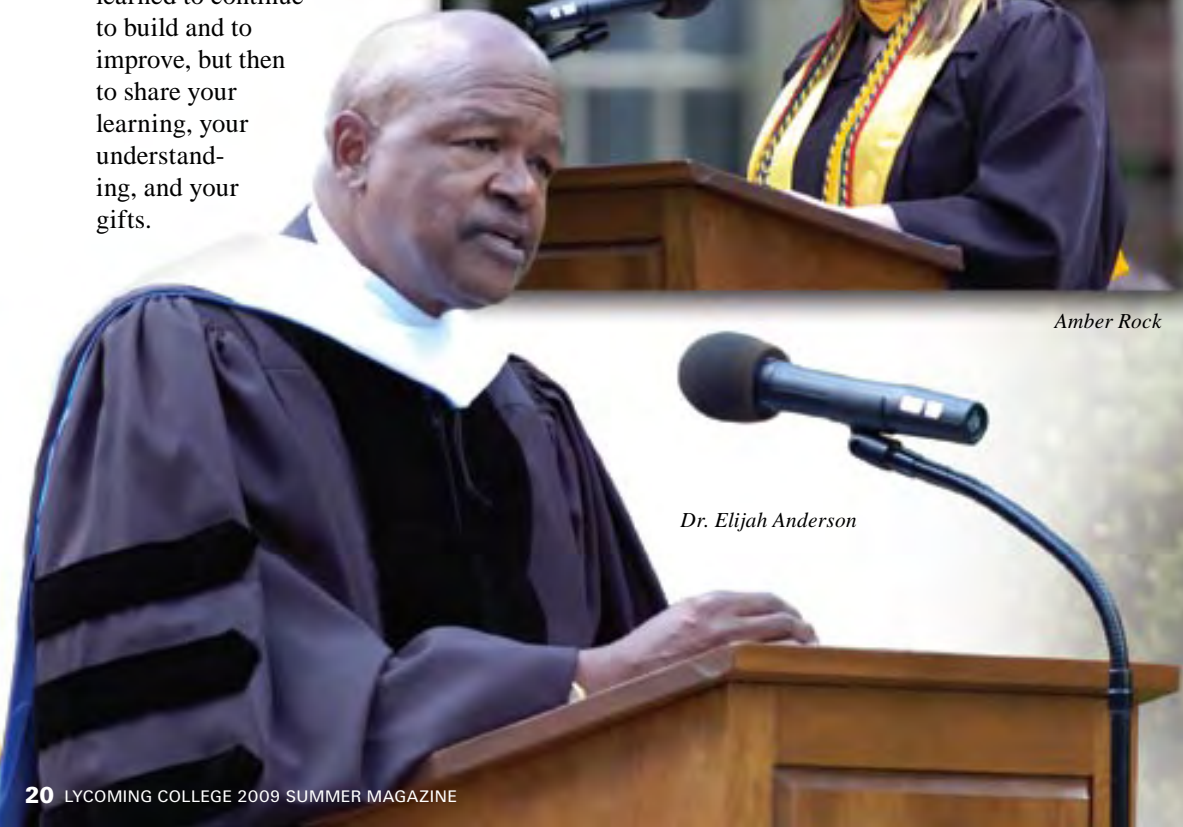 learned to continue
to build and to
improve, but then
to share your
learning, your
understand-
ing, and your
gifts.
Amber Rock
Dr. Elijah Anderson
20 LYCOMING COLLEGE 2009 SUMMER MAGAZINE